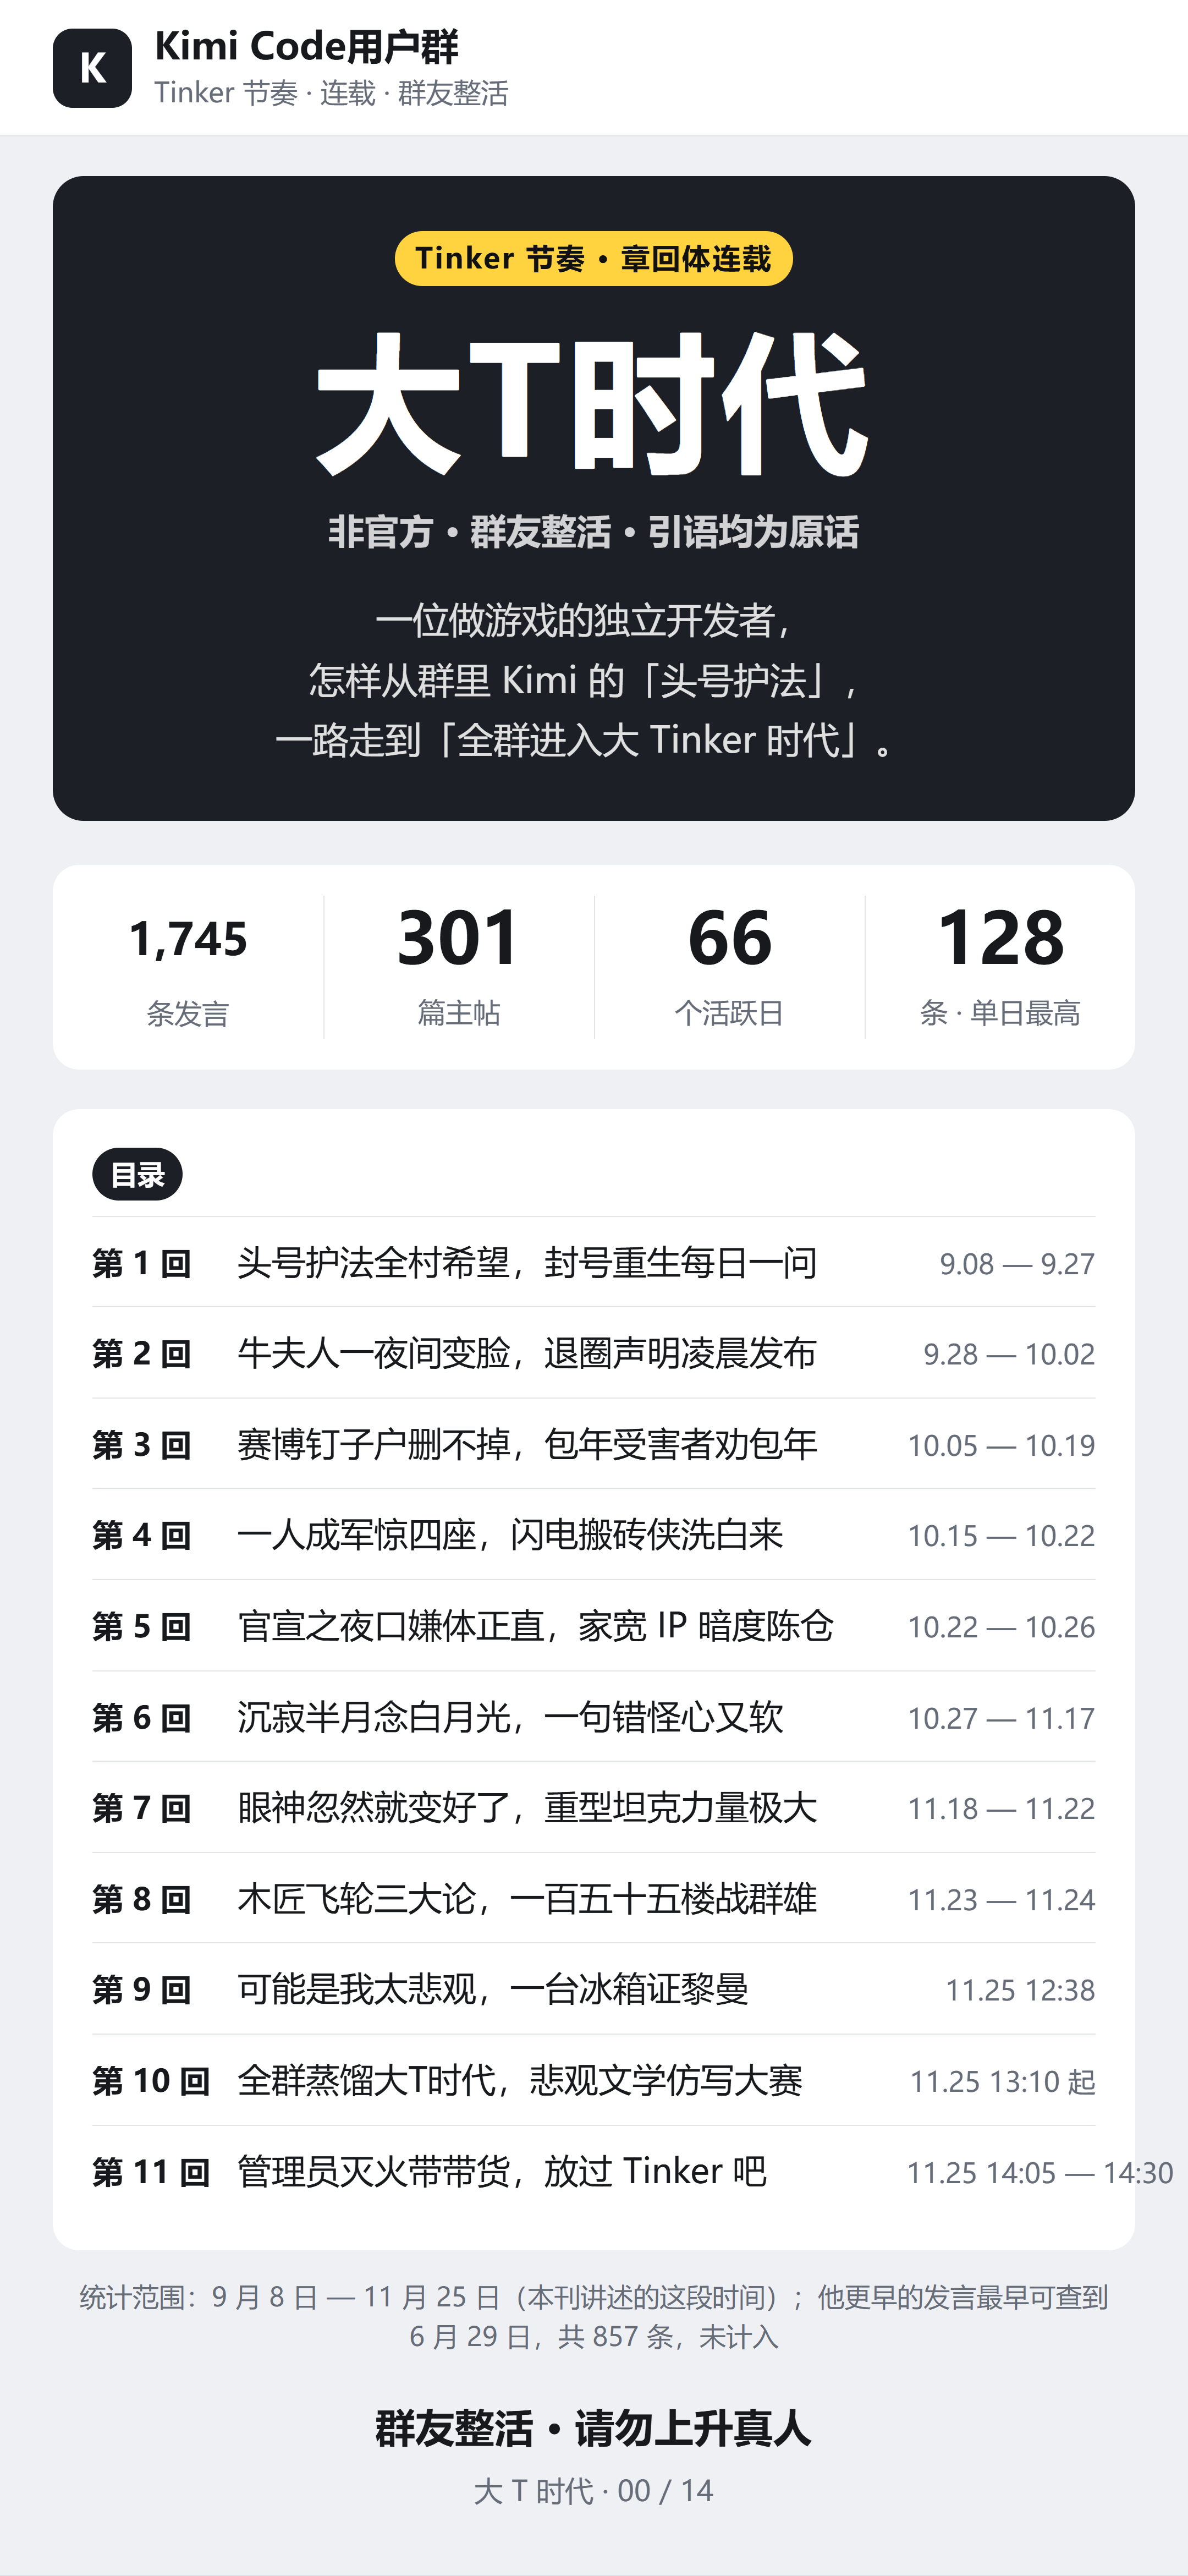 K
Kimi Code用户群
Tinker 节奏 · 连载 · 群友整活
Tinker 节奏 · 章回体连载
大T时代
非官方 · 群友整活 · 引语均为原话
一位做游戏的独立开发者，
怎样从群里 Kimi 的「头号护法」，
一路走到「全群进入大 Tinker 时代」。
1,745
条发言
301
篇主帖
66
个活跃日
128
条 · 单日最高
目录
第 1 回 头号护法全村希望，封号重生每日一问 9.08 — 9.27
第 2 回 牛夫人一夜间变脸，退圈声明凌晨发布 9.28 — 10.02
第 3 回 赛博钉子户删不掉，包年受害者劝包年 10.05 — 10.19
第 4 回 一人成军惊四座，闪电搬砖侠洗白来 10.15 — 10.22
第 5 回 官宣之夜口嫌体正直，家宽 IP 暗度陈仓 10.22 — 10.26
第 6 回 沉寂半月念白月光，一句错怪心又软 10.27 — 11.17
第 7 回 眼神忽然就变好了，重型坦克力量极大 11.18 — 11.22
第 8 回 木匠飞轮三大论，一百五十五楼战群雄 11.23 — 11.24
第 9 回 可能是我太悲观，一台冰箱证黎曼 11.25 12:38
第 10 回 全群蒸馏大T时代，悲观文学仿写大赛 11.25 13:10 起
第 11 回 管理员灭火带带货，放过 Tinker 吧 11.25 14:05 — 14:30
统计范围：9 月 8 日 — 11 月 25 日（本刊讲述的这段时间）；他更早的发言最早可查到
6 月 29 日，共 857 条，未计入
群友整活 · 请勿上升真人
大 T 时代 · 00 / 14